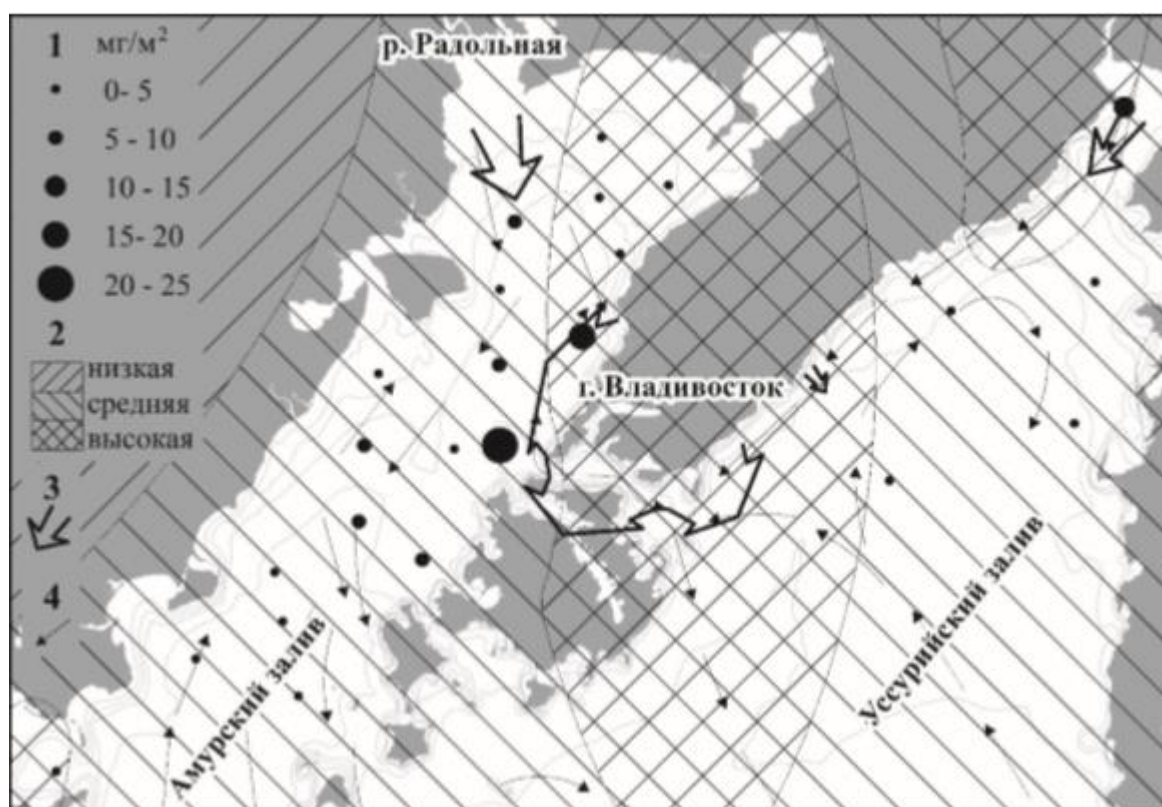 1 мг/м²
р. Радольная
0- 5
5 - 10
10 - 15
15- 20
20 - 25
2
низкая
средняя
высокая
г. Владивосток
3
4
Амурский залив
Уссурийский залив